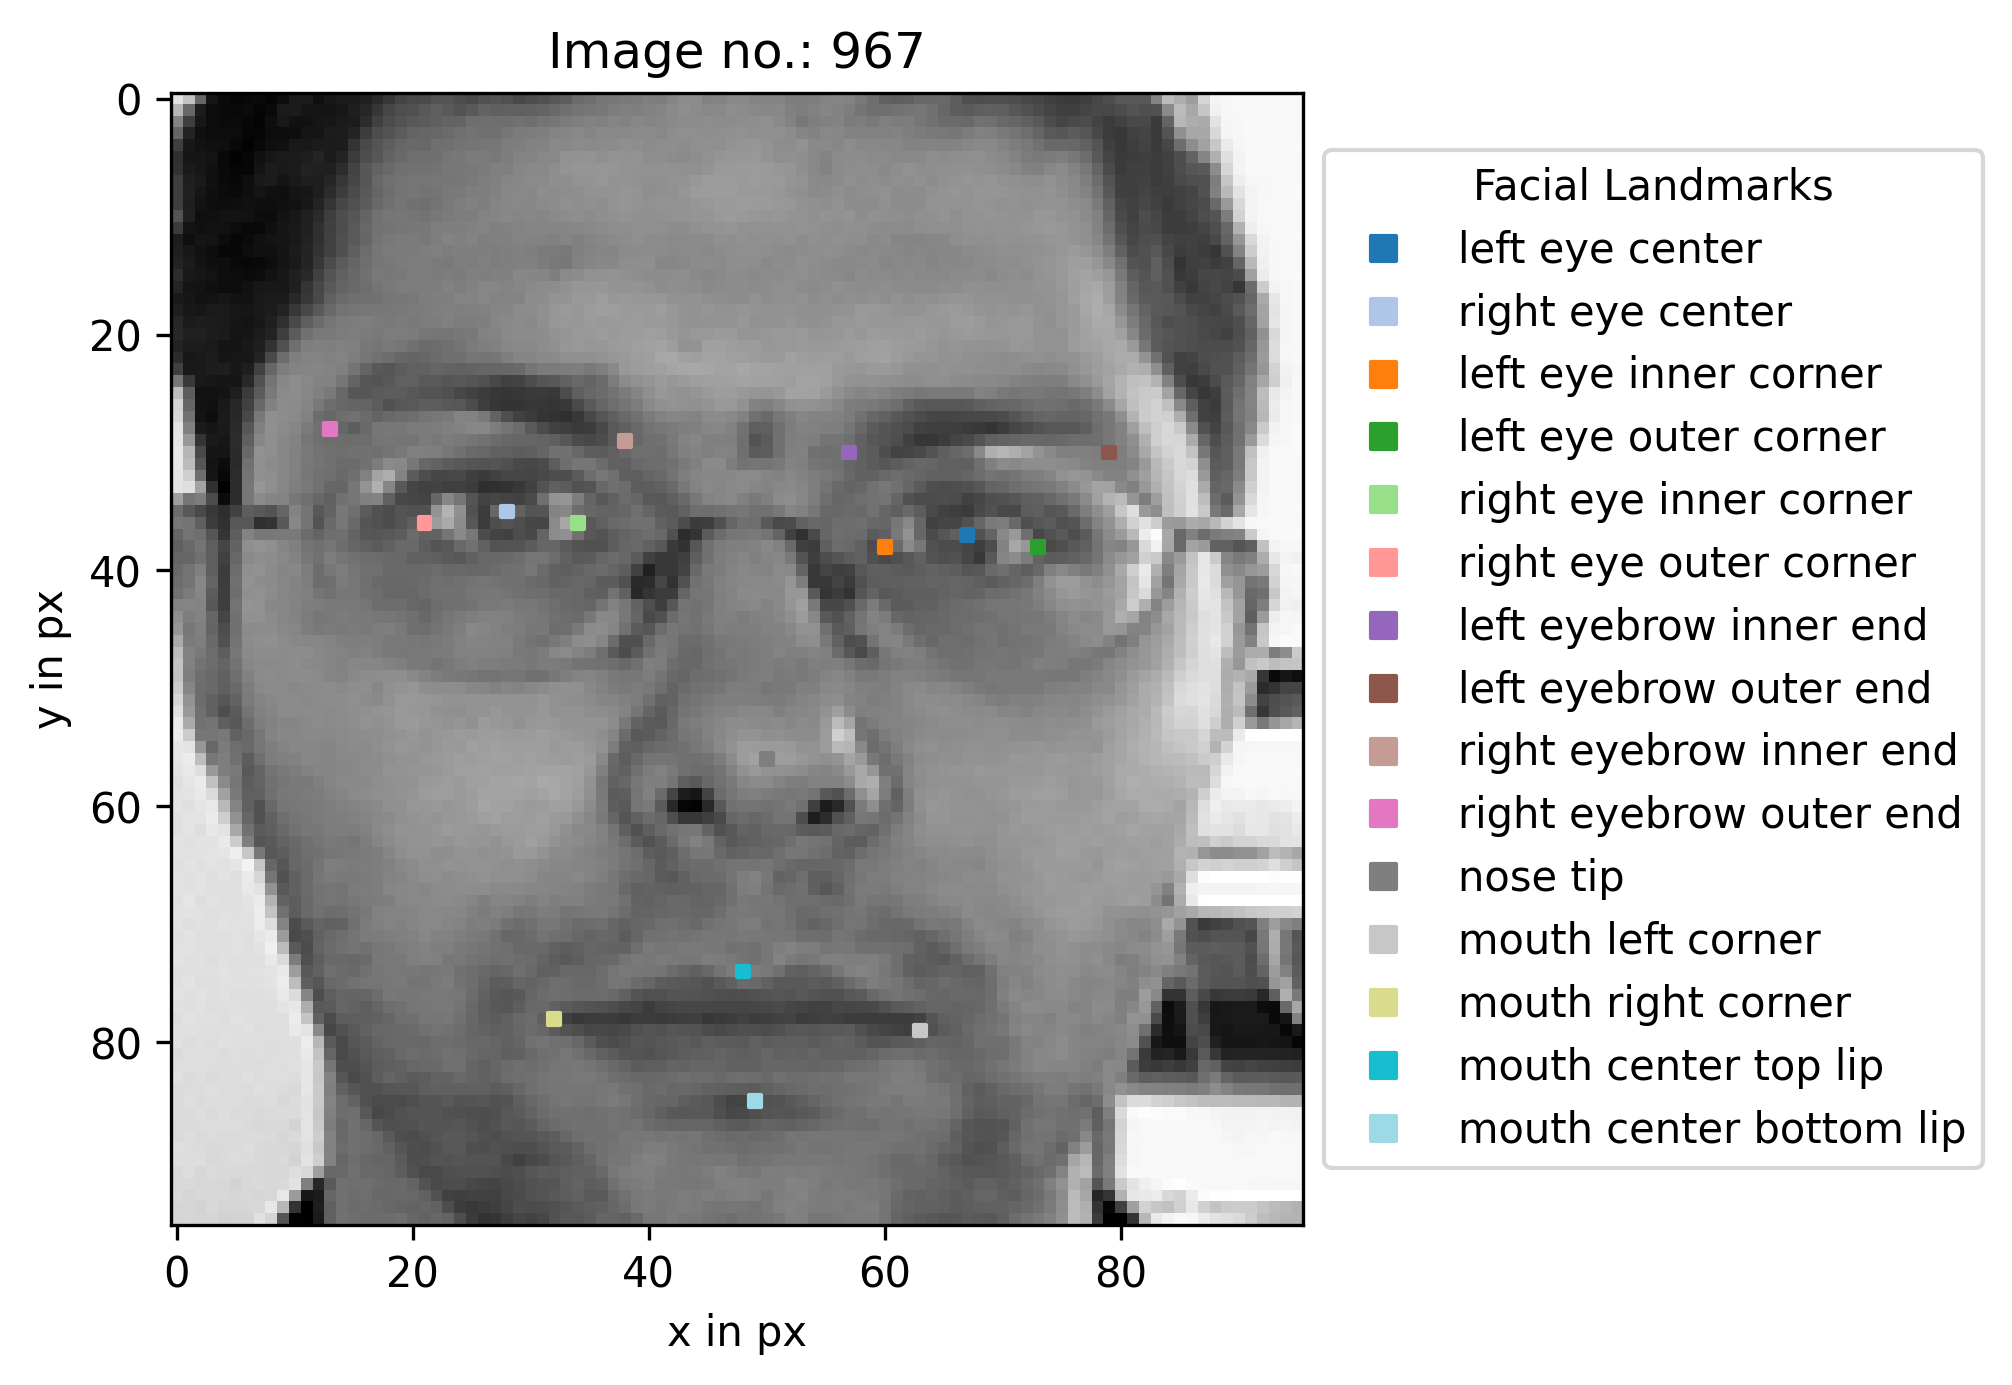 Image no.: 967
0
20
40
60
80
y in px
0
20
40
60
80
x in px
Facial Landmarks
left eye center
right eye center
left eye inner corner
left eye outer corner
right eye inner corner
right eye outer corner
left eyebrow inner end
left eyebrow outer end
right eyebrow inner end
right eyebrow outer end
nose tip
mouth left corner
mouth right corner
mouth center top lip
mouth center bottom lip